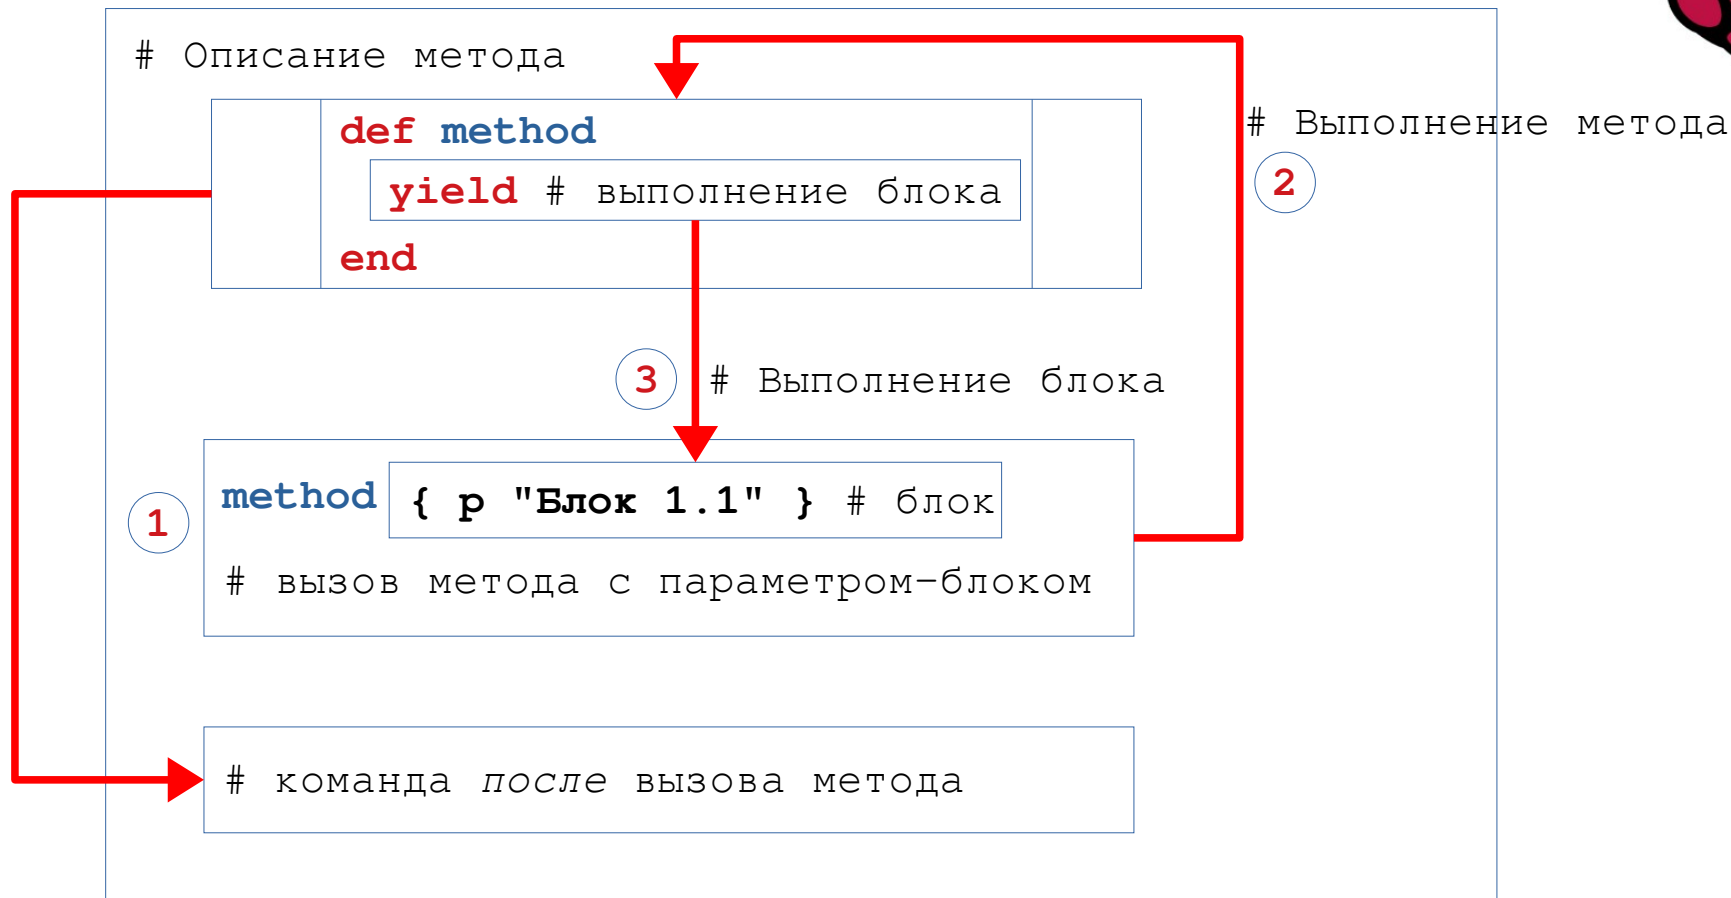 # Описание метода
def method
# Выполнение метода
yield # выполнение блока
2
end
3 # Выполнение блока
method { p "Блок 1.1" } # блок
1
# вызов метода с параметром-блоком
# команда после вызова метода